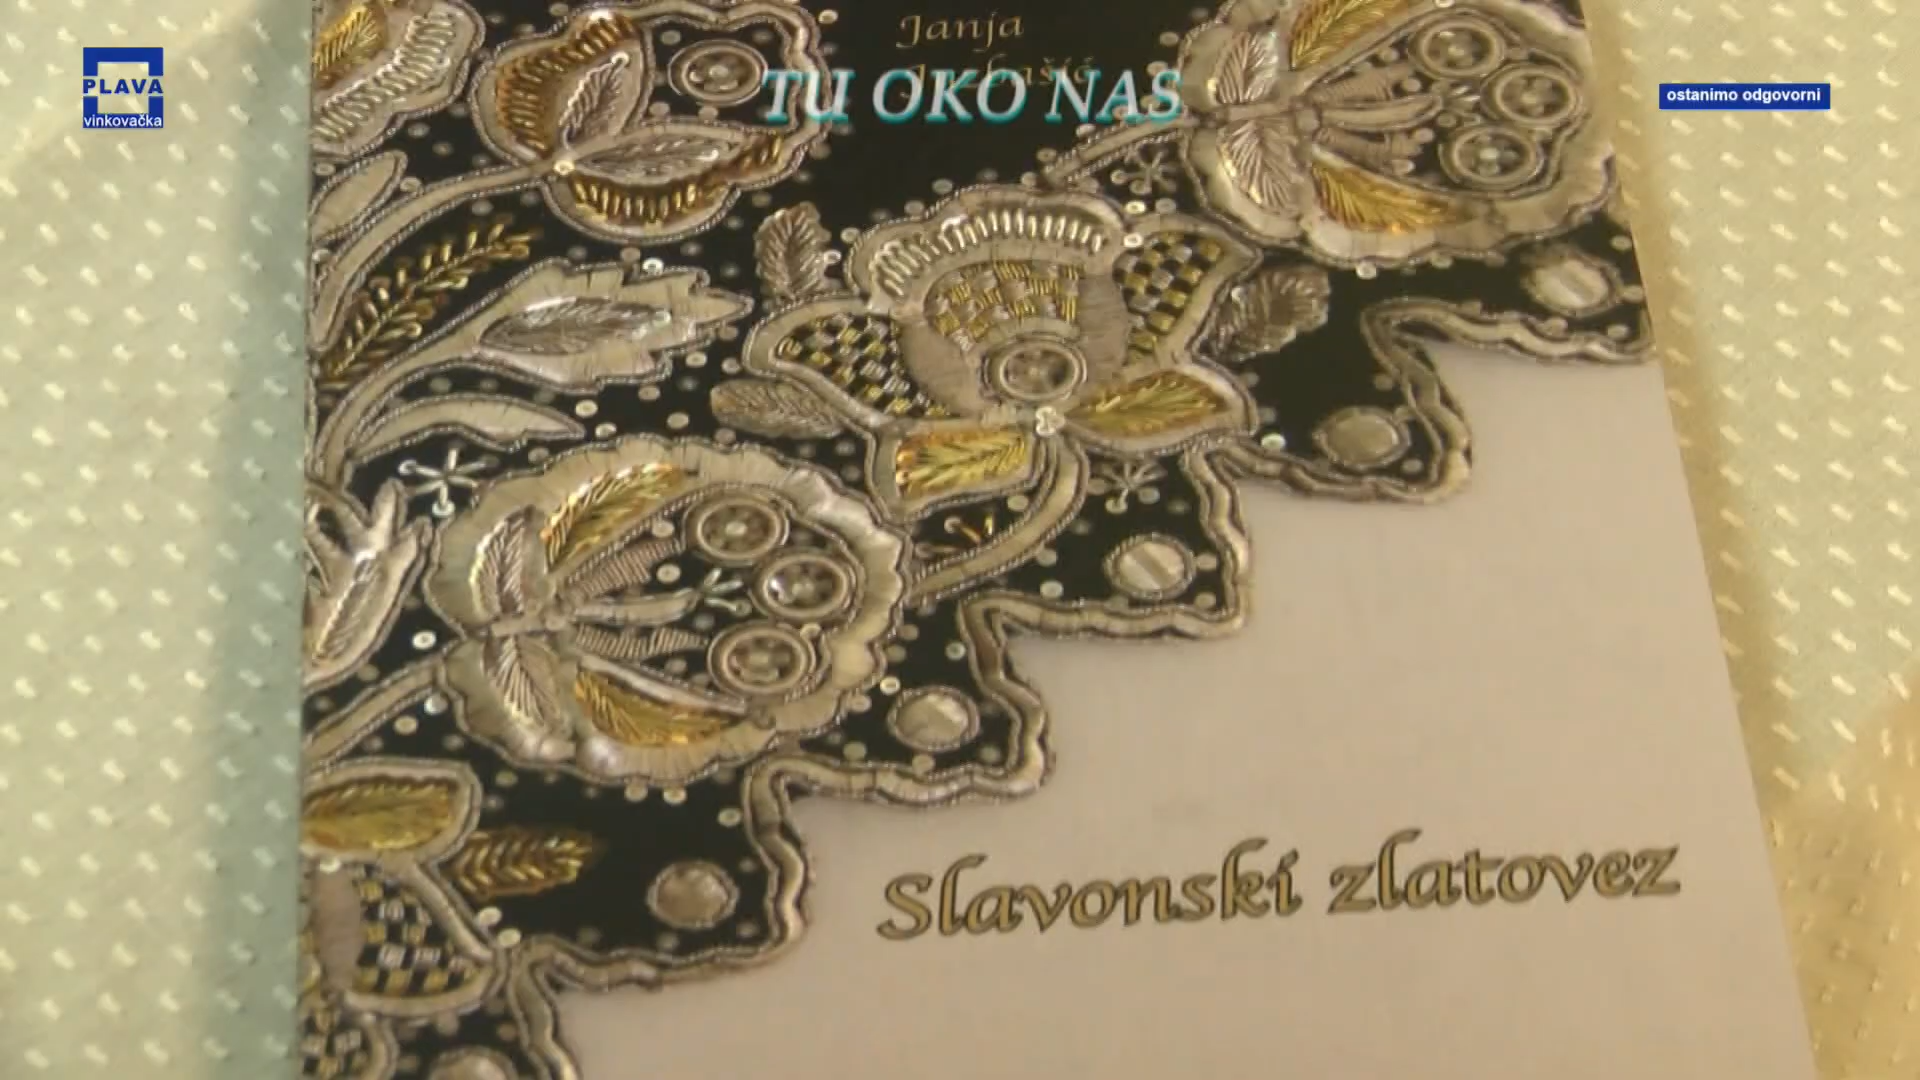 PLAVA
vinkovačka
Janja
TU OKO NAS
ostanimo odgovorni
Slavonski zlatovez